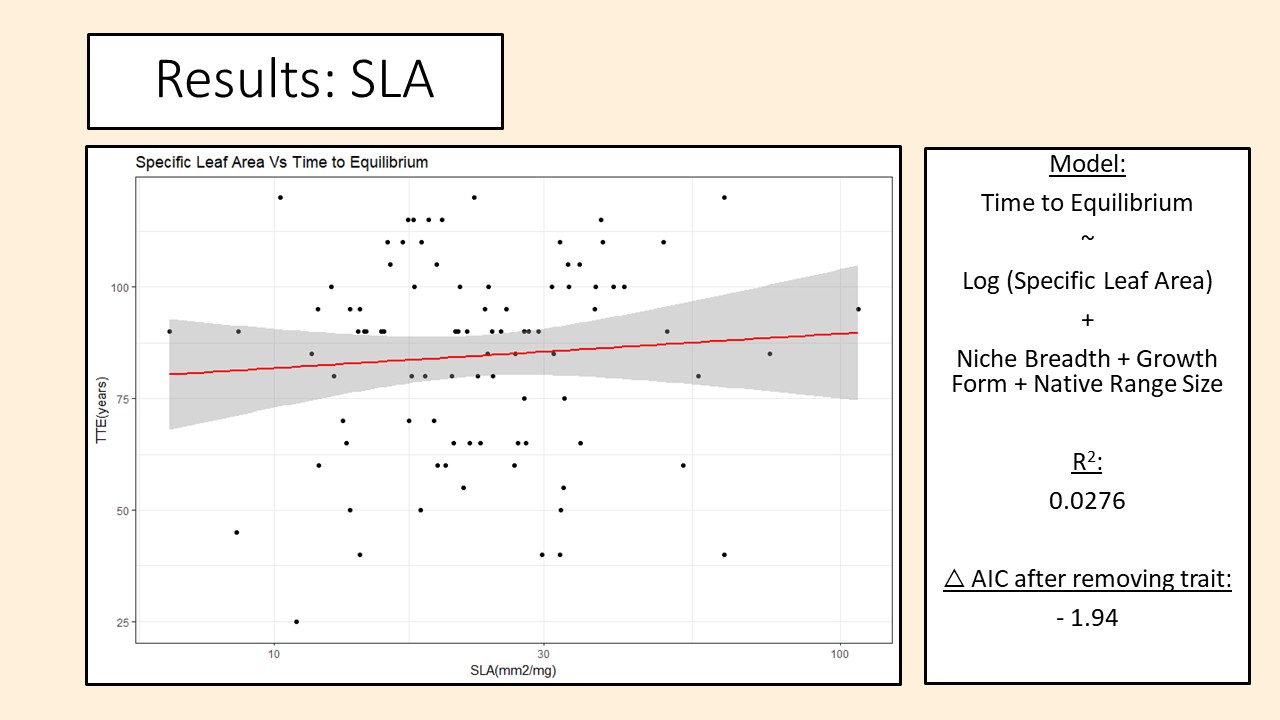 Results: SLA
Specific Leaf Area Vs Time to Equilibrium
TTE(years)
100
75
50
25
10
30
100
SLA(mm2/mg)
Model:
Time to Equilibrium
~
Log (Specific Leaf Area)
+
Niche Breadth + Growth
Form + Native Range Size
R²:
0.0276
△ AIC after removing trait:
- 1.94